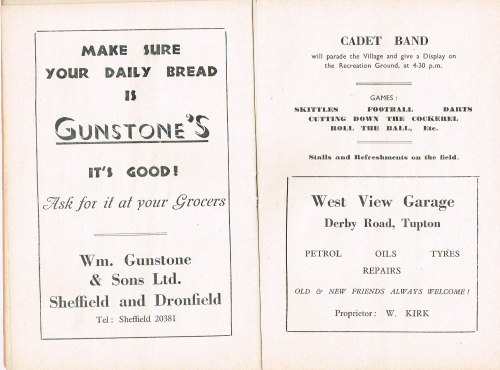 MAKE SURE
YOUR DAILY BREAD
IS
GUNSTONE'S
IT'S GOOD!
Ask for it at your Grocers
Wm. Gunstone
& Sons Ltd.
Sheffield and Dronfield
Tel: Sheffield 20381
CADET BAND
will parade the Village and give a Display on
the Recreation Ground, at 4-30 p.m.
GAMES:
SKITTLES FOOTBALL DARTS
CUTTING DOWN THE COCKEREL
ROLL THE BALL, Etc.
Stalls and Refreshments on the field.
West View Garage
Derby Road, Tupton
PETROL OILS TYRES
REPAIRS
OLD & NEW FRIENDS ALWAYS WELCOME!
Proprietor: W. KIRK